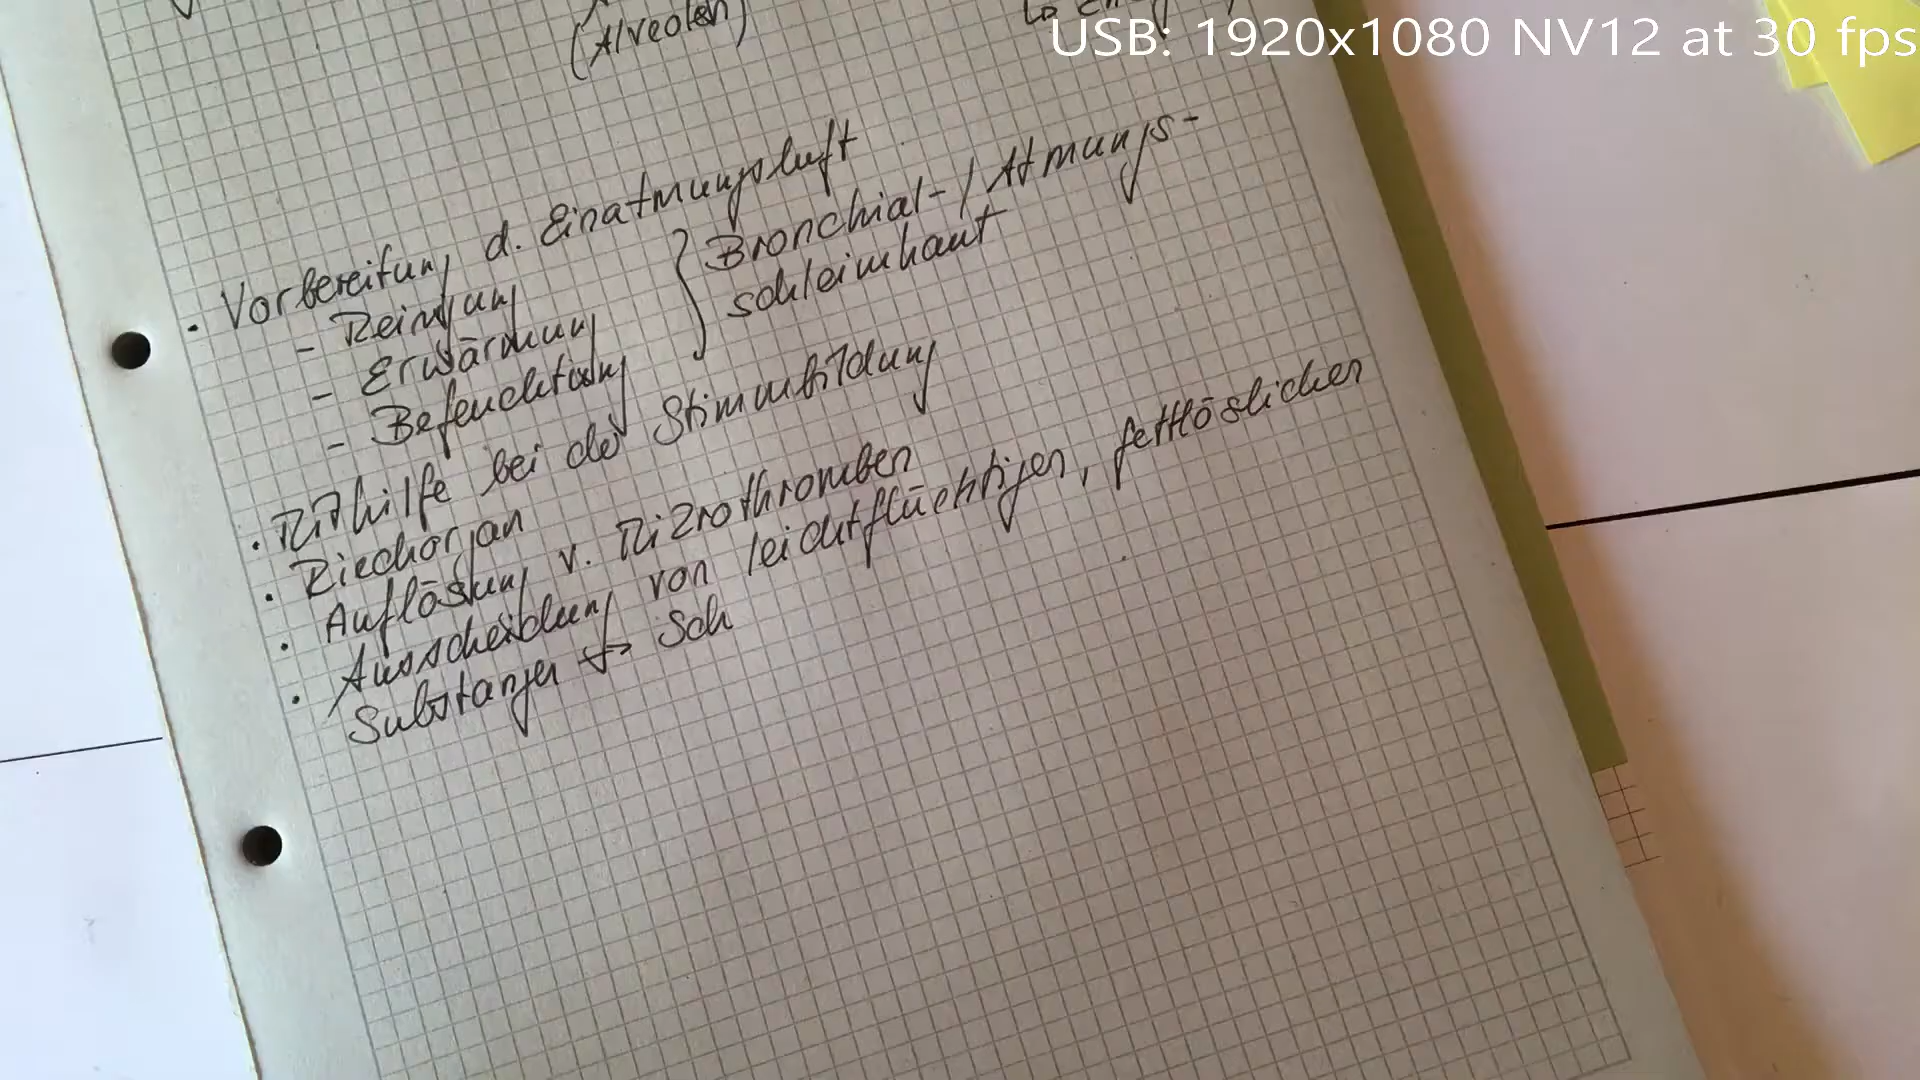 (Alveolen)
USB: 1920x1080 NV12 at 30 fps
· Vorbereitung d. Einatmungsluft
- Reinigung
- Erwärmung
- Befeuchtung
} Bronchial-/Atmungs-
schleimhaut
· Mithilfe bei der Stimmbildung
· Riechorgan
· Auflösung v. Mikrothromben
· Ausscheidung von leichtflüchtigen, fettlöslichen
Substanzen → Sch